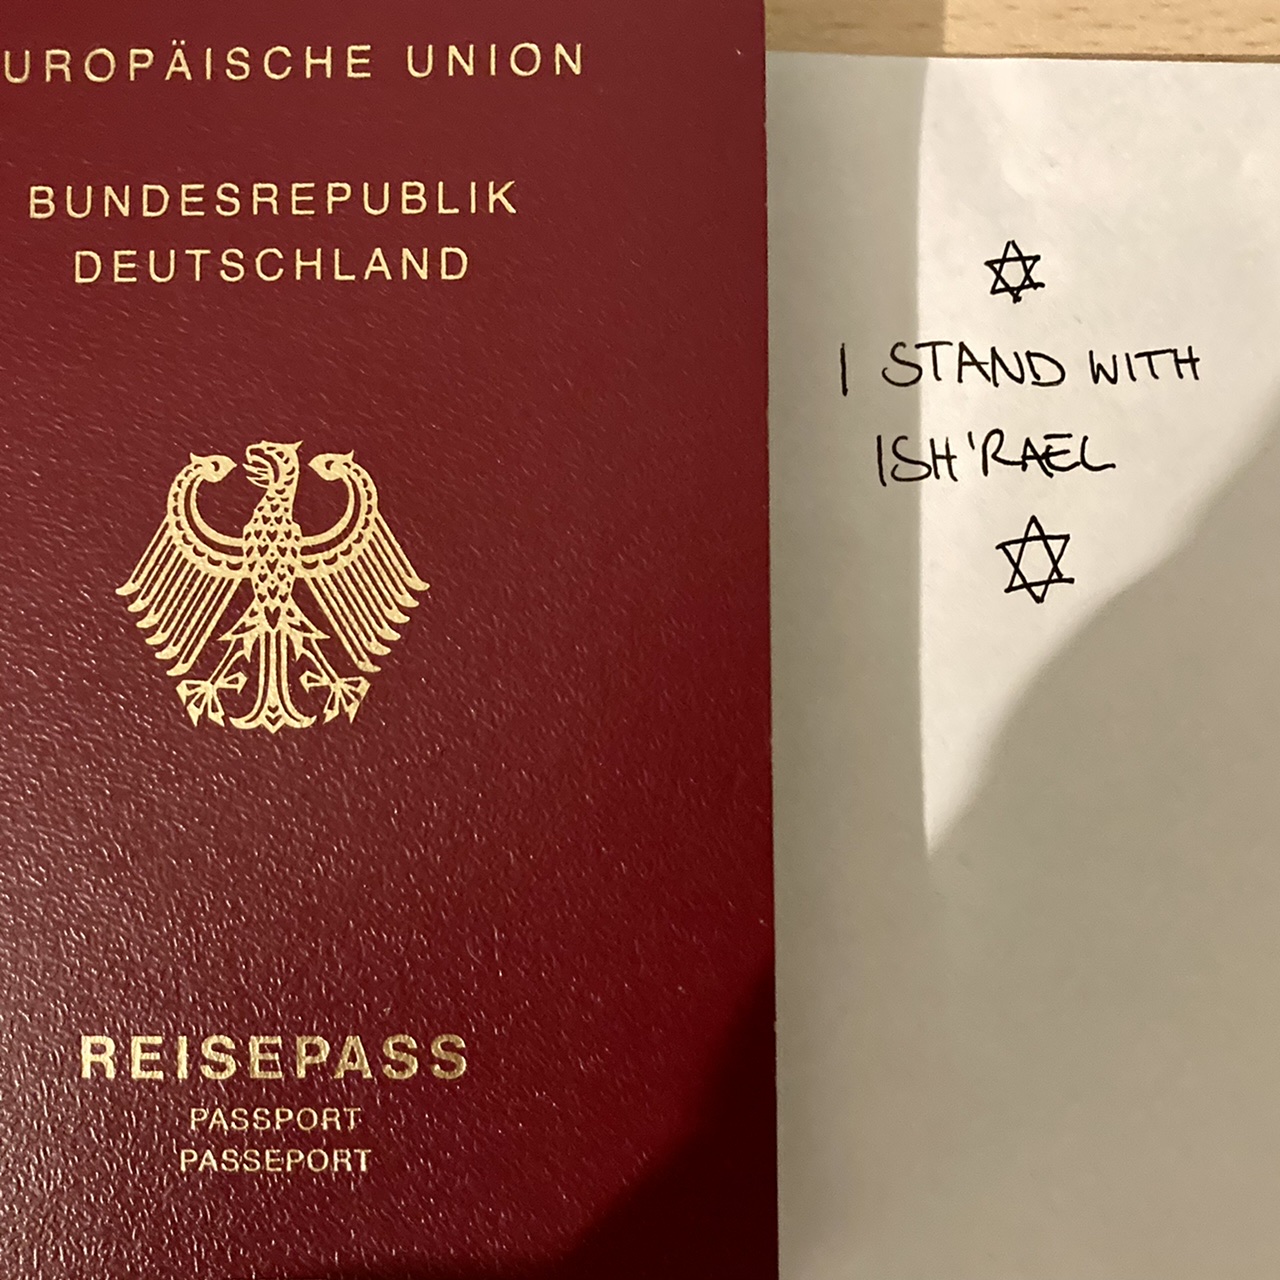 UROPÄISCHE UNION
BUNDESREPUBLIK
DEUTSCHLAND
REISEPASS
PASSPORT
PASSEPORT
I STAND WITH
ISH'RAEL